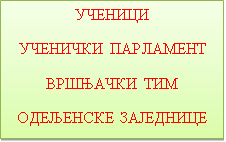 УЧЕНИЦИ
УЧЕНИЧКИ ПАРЛАМЕНТ
ВРШЊАЧКИ ТИМ
ОДЕЉЕНСКЕ ЗАЈЕДНИЦЕ